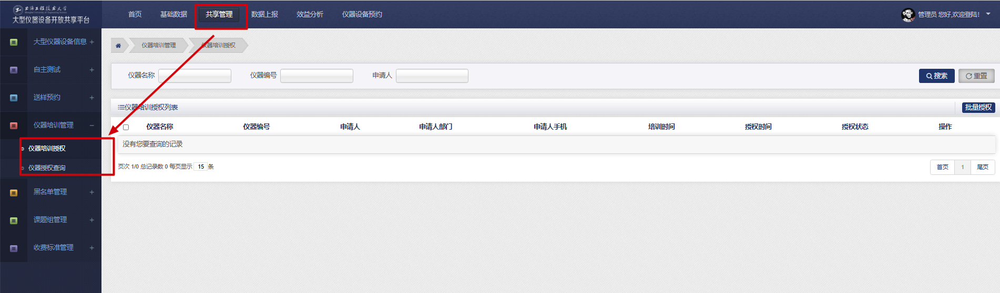 上海工程技术大学
Shanghai University of Engineering Science
大型仪器设备开放共享平台
首页 基础数据 共享管理 数据上报 效益分析 仪器设备预约
管理员 您好,欢迎登陆!
大型仪器设备信息 +
自主测试 +
送样预约 +
仪器培训管理 −
仪器培训授权
仪器授权查询
黑名单管理 +
课题组管理 +
收费标准管理 +
仪器培训管理 仪器培训授权
仪器名称 仪器编号 申请人 搜索 重置
仪器培训授权列表 批量授权
仪器名称 仪器编号 申请人 申请人部门 申请人手机 培训时间 授权时间 授权状态 操作
没有您要查询的记录
页次 1/0 总记录数 0 每页显示 15 条
首页 1 尾页